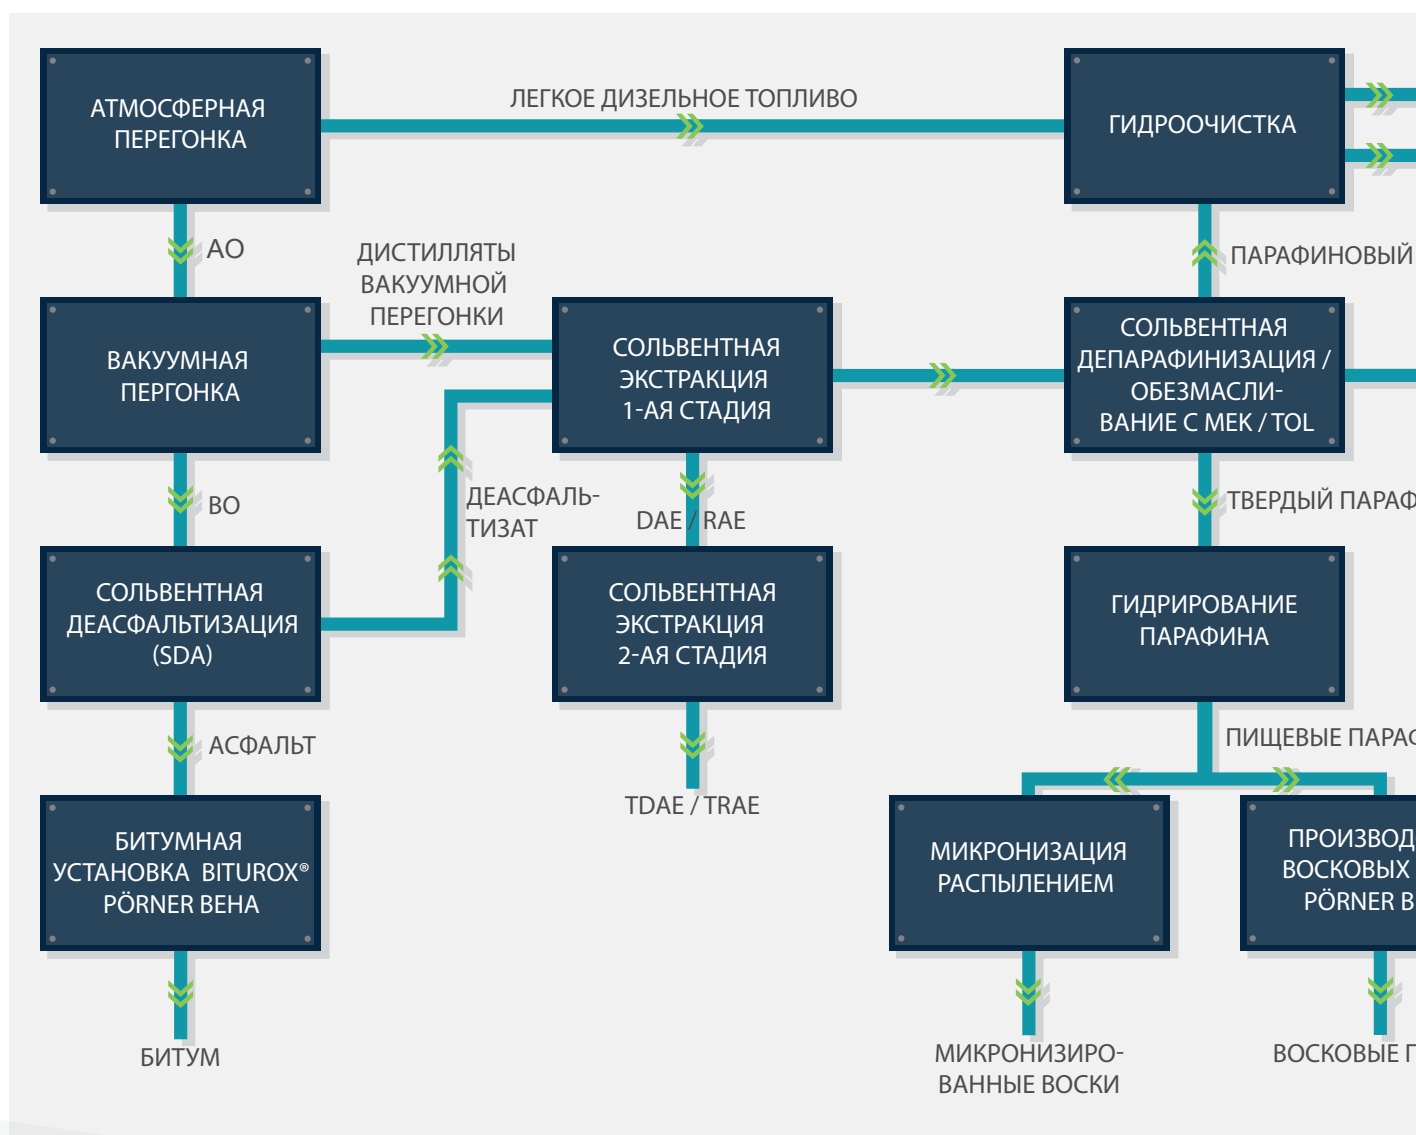 АТМОСФЕРНАЯ
ПЕРЕГОНКА
ЛЕГКОЕ ДИЗЕЛЬНОЕ ТОПЛИВО
ГИДРООЧИСТКА
АО
ДИСТИЛЛЯТЫ
ВАКУУМНОЙ
ПЕРЕГОНКИ
ПАРАФИНОВЫЙ
ВАКУУМНАЯ
ПЕРГОНКА
СОЛЬВЕНТНАЯ
ЭКСТРАКЦИЯ
1-АЯ СТАДИЯ
СОЛЬВЕНТНАЯ
ДЕПАРАФИНИЗАЦИЯ /
ОБЕЗМАСЛИ-
ВАНИЕ С MEK / TOL
ВО
ДЕАСФАЛЬ-
ТИЗАТ
DAE / RAE
ТВЕРДЫЙ
СОЛЬВЕНТНАЯ
ДЕАСФАЛЬТИЗАЦИЯ
(SDA)
СОЛЬВЕНТНАЯ
ЭКСТРАКЦИЯ
2-АЯ СТАДИЯ
ГИДРИРОВАНИЕ
ПАРАФИНА
АСФАЛЬТ
TDAE / TRAE
ПИЩЕВЫЕ
БИТУМНАЯ
УСТАНОВКА BITUROX®
PÖRNER ВЕНА
МИКРОНИЗАЦИЯ
РАСПЫЛЕНИЕМ
ВОСКОВЫХ
PÖRNER
БИТУМ
МИКРОНИЗИРО-
ВАННЫЕ ВОСКИ
ВОСКОВЫЕ